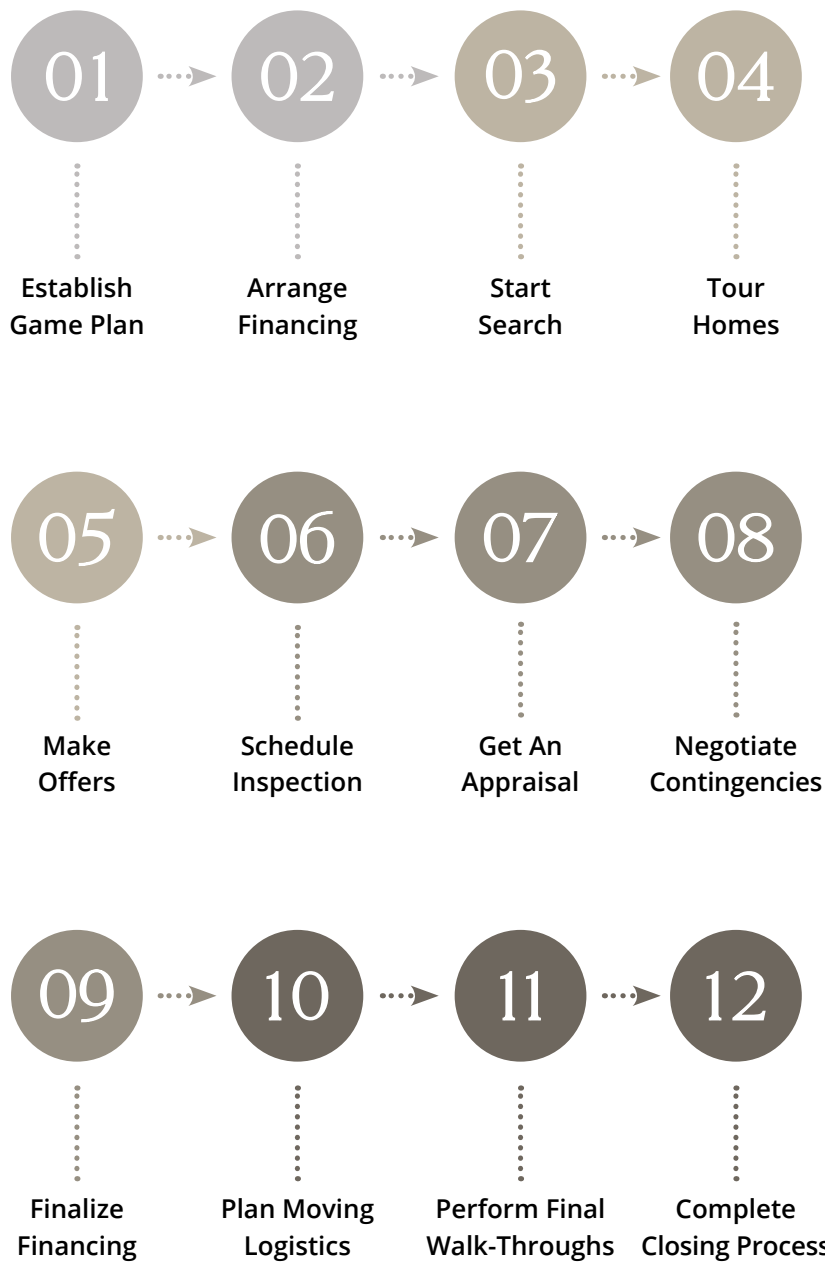 01
02
03
04
Establish
Game Plan
Arrange
Financing
Start
Search
Tour
Homes
05
06
07
08
Make
Offers
Schedule
Inspection
Get An
Appraisal
Negotiate
Contingencies
09
10
11
12
Finalize
Financing
Plan Moving
Logistics
Perform Final
Walk-Throughs
Complete
Closing Process